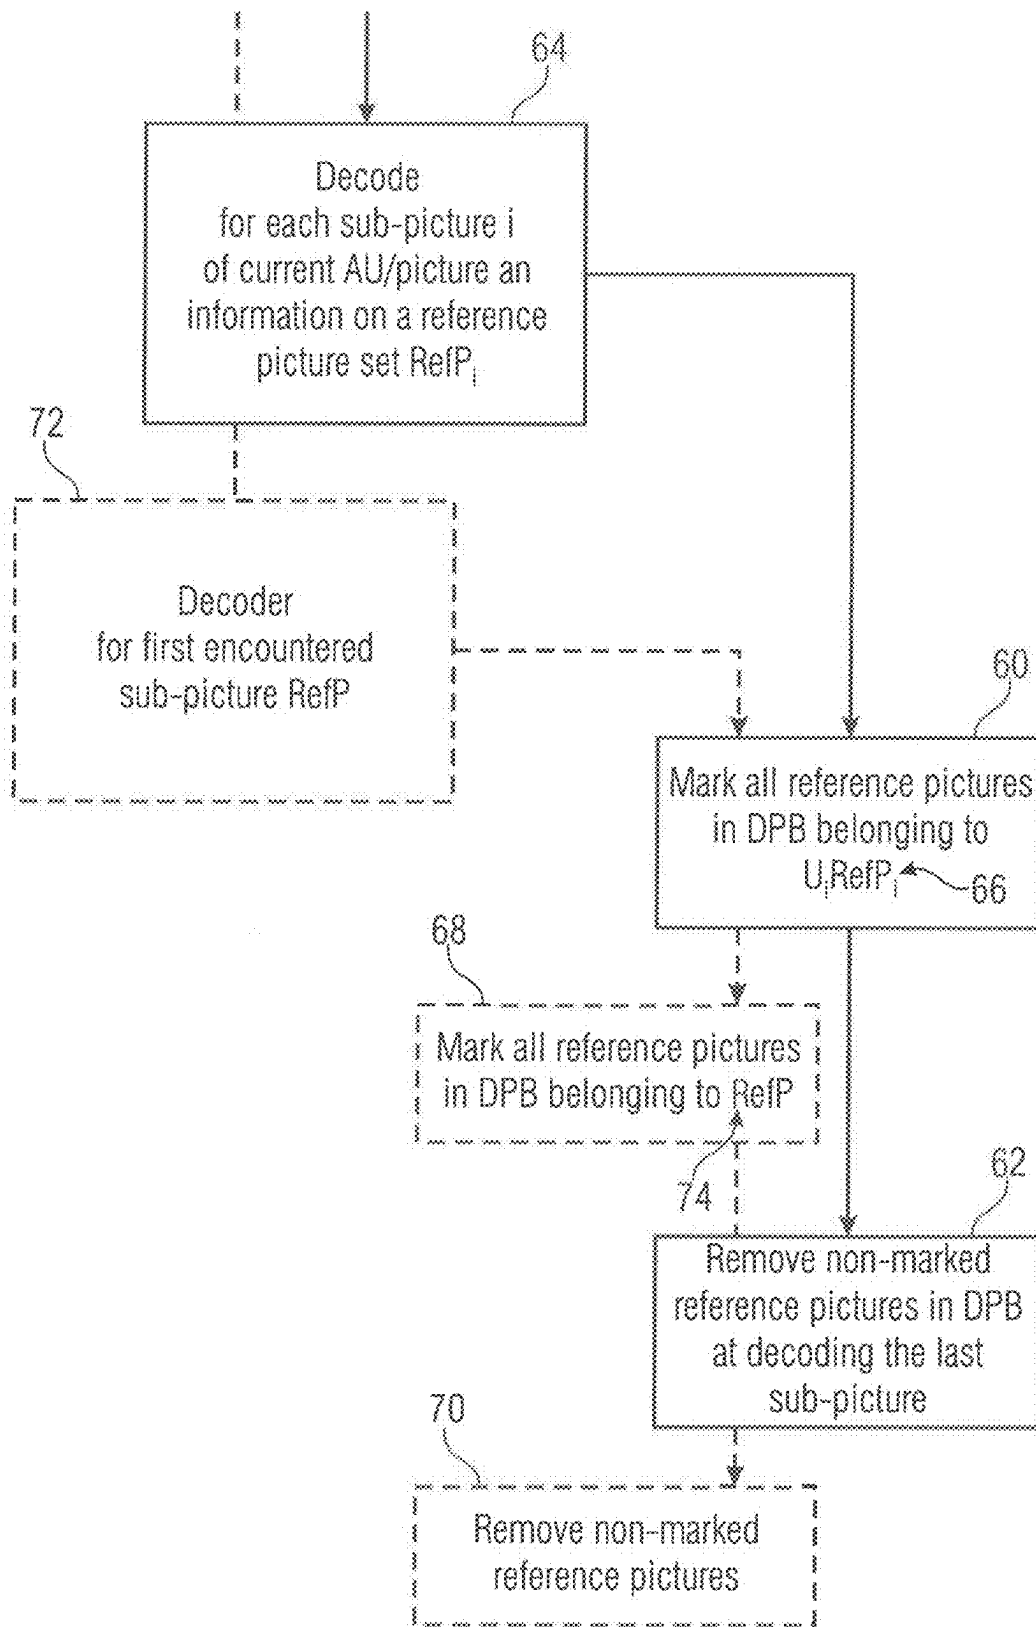 64
Decode
for each sub-picture i
of current AU/picture an
information on a reference
picture set RefPi
72
Decoder
for first encountered
sub-picture RefP
60
Mark all reference pictures
in DPB belonging to
UiRefPi
66
68
Mark all reference pictures
in DPB belonging to RefP
74
62
Remove non-marked
reference pictures in DPB
at decoding the last
sub-picture
70
Remove non-marked
reference pictures